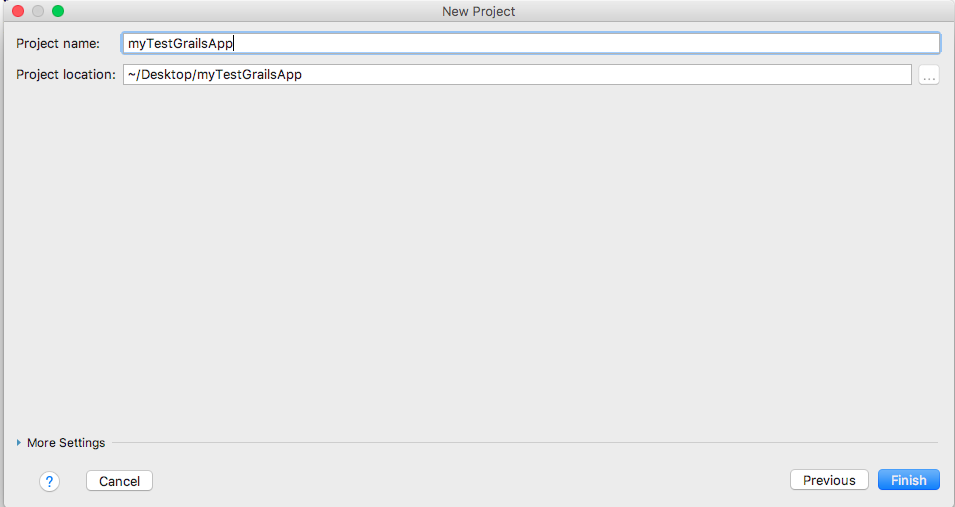 New Project
Project name: myTestGrailsApp
Project location: ~/Desktop/myTestGrailsApp ...
More Settings
? Cancel Previous Finish